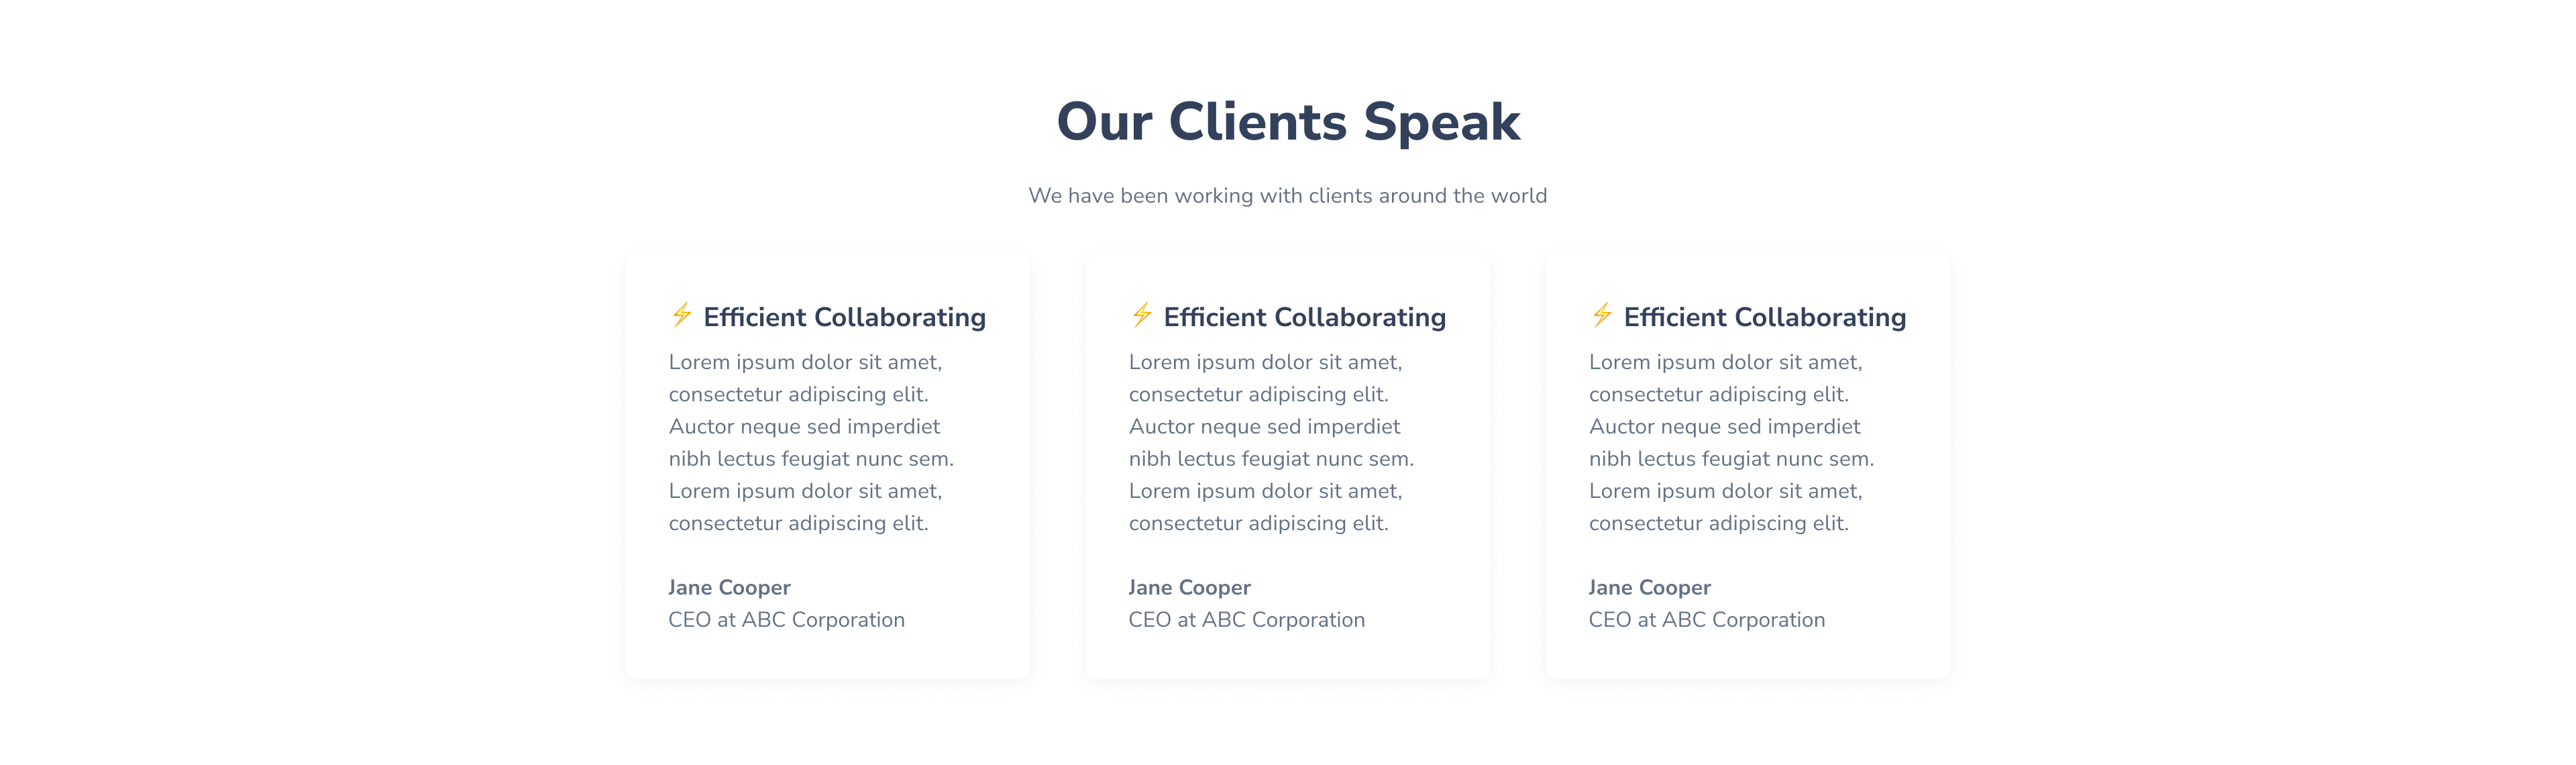 Our Clients Speak
We have been working with clients around the world
⚡ Efficient Collaborating
Lorem ipsum dolor sit amet,
consectetur adipiscing elit.
Auctor neque sed imperdiet
nibh lectus feugiat nunc sem.
Lorem ipsum dolor sit amet,
consectetur adipiscing elit.
Jane Cooper
CEO at ABC Corporation
⚡ Efficient Collaborating
Lorem ipsum dolor sit amet,
consectetur adipiscing elit.
Auctor neque sed imperdiet
nibh lectus feugiat nunc sem.
Lorem ipsum dolor sit amet,
consectetur adipiscing elit.
Jane Cooper
CEO at ABC Corporation
⚡ Efficient Collaborating
Lorem ipsum dolor sit amet,
consectetur adipiscing elit.
Auctor neque sed imperdiet
nibh lectus feugiat nunc sem.
Lorem ipsum dolor sit amet,
consectetur adipiscing elit.
Jane Cooper
CEO at ABC Corporation